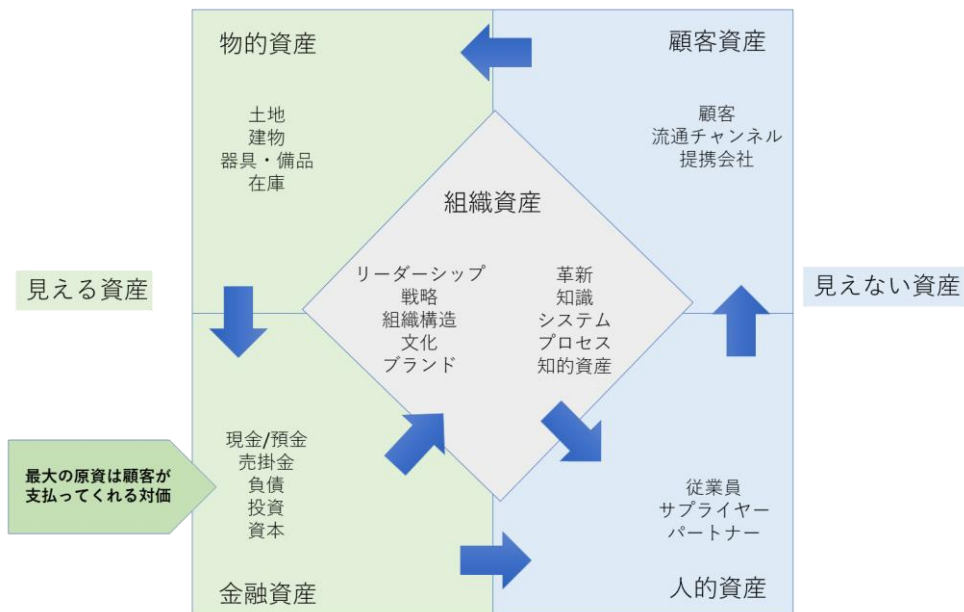 物的資産
土地
建物
器具・備品
在庫
顧客資産
顧客
流通チャンネル
提携会社
組織資産
リーダーシップ
戦略
組織構造
文化
ブランド
革新
知識
システム
プロセス
知的資産
見える資産
見えない資産
最大の原資は顧客が
支払ってくれる対価
現金/預金
売掛金
負債
投資
資本
金融資産
従業員
サプライヤー
パートナー
人的資産